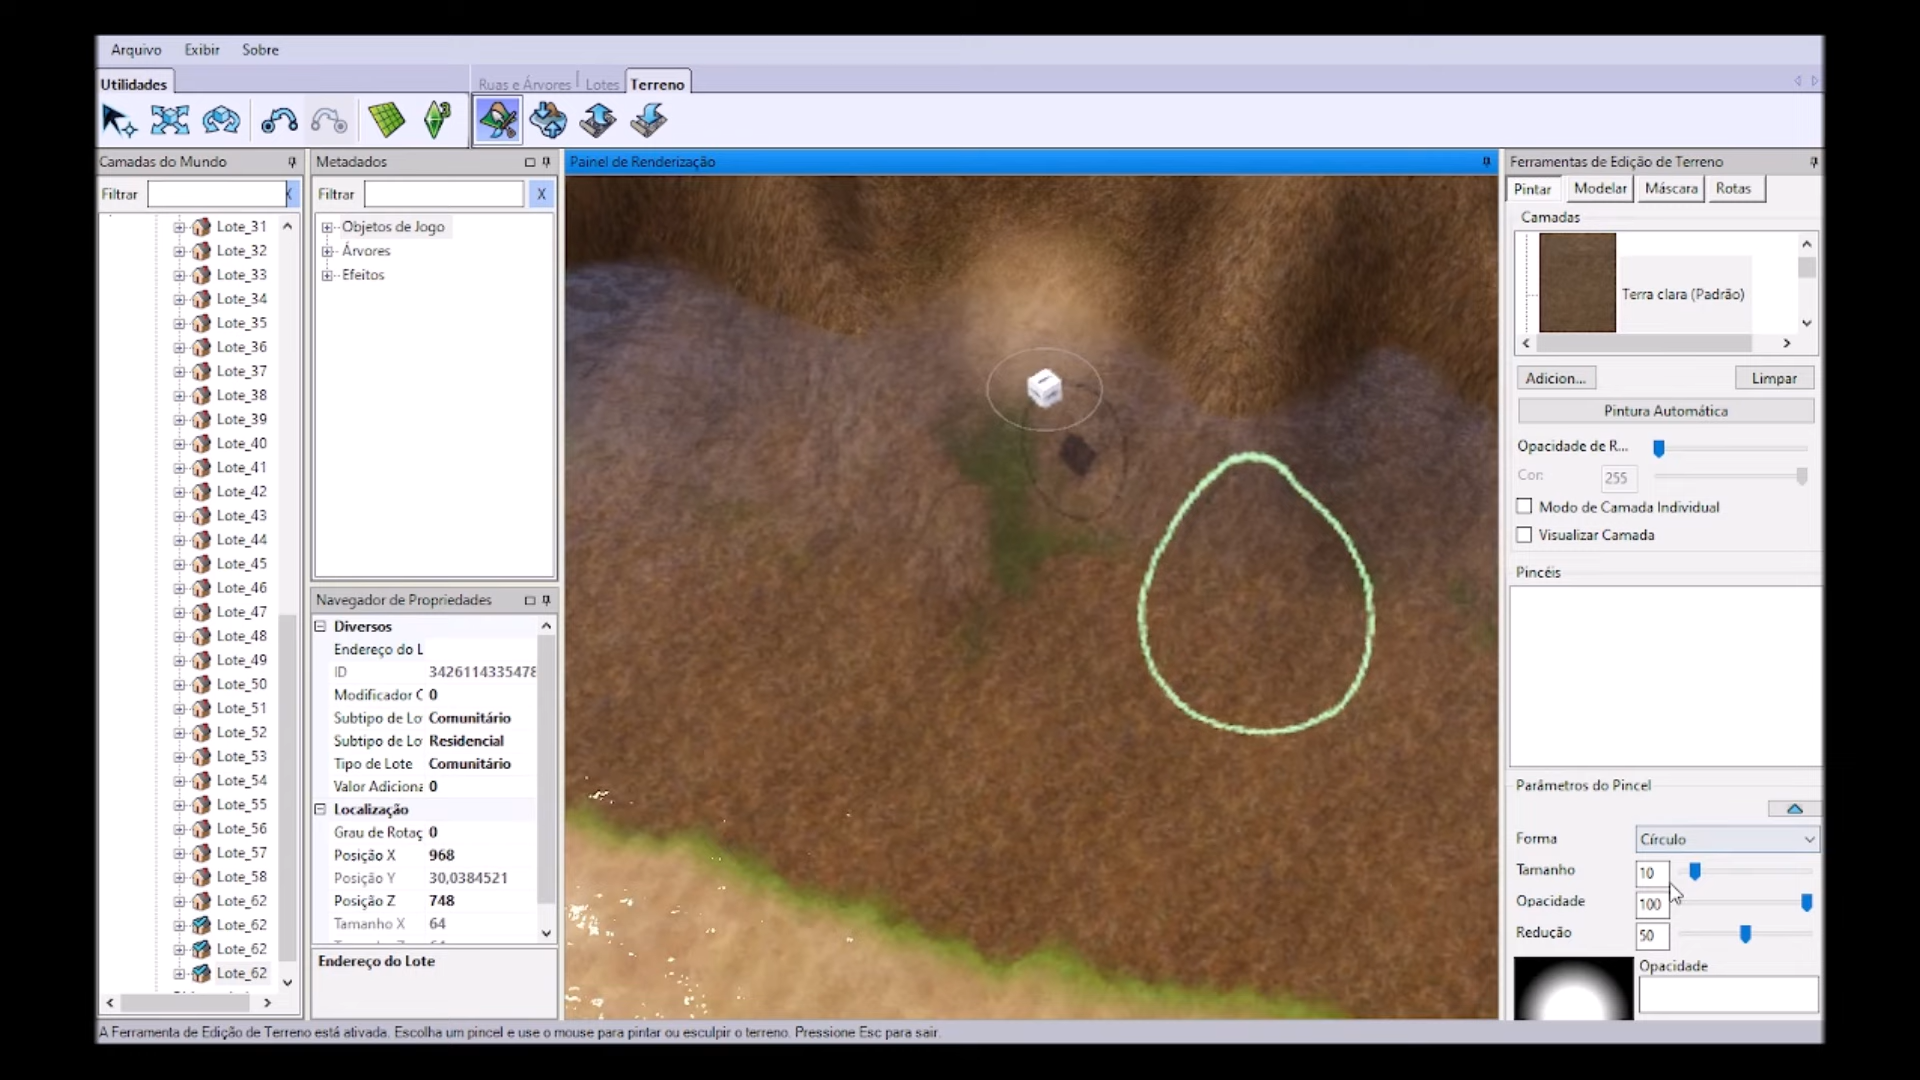 Arquivo Exibir Sobre
Utilidades
Ruas e Árvores Lotes Terreno
Camadas do Mundo
Filtrar
Lote_31
Lote_32
Lote_33
Lote_34
Lote_35
Lote_36
Lote_37
Lote_38
Lote_39
Lote_40
Lote_41
Lote_42
Lote_43
Lote_44
Lote_45
Lote_46
Lote_47
Lote_48
Lote_49
Lote_50
Lote_51
Lote_52
Lote_53
Lote_54
Lote_55
Lote_56
Lote_57
Lote_58
Lote_62
Lote_62
Lote_62
Lote_62
Metadados
Filtrar X
Objetos de Jogo
Árvores
Efeitos
Navegador de Propriedades
Diversos
Endereço do L
ID 3426114335478
Modificador C 0
Subtipo de Lo Comunitário
Subtipo de Lo Residencial
Tipo de Lote Comunitário
Valor Adiciona 0
Localização
Grau de Rotaç 0
Posição X 968
Posição Y 30,0384521
Posição Z 748
Tamanho X 64
Endereço do Lote
Painel de Renderização
Ferramentas de Edição de Terreno
Pintar Modelar Máscara Rotas
Camadas
Terra clara (Padrão)
Adicion... Limpar
Pintura Automática
Opacidade de R...
Cor: 255
Modo de Camada Individual
Visualizar Camada
Pincéis
Parâmetros do Pincel
Forma Círculo
Tamanho 10
Opacidade 100
Redução 50
Opacidade
A Ferramenta de Edição de Terreno está ativada. Escolha um pincel e use o mouse para pintar ou esculpir o terreno. Pressione Esc para sair.